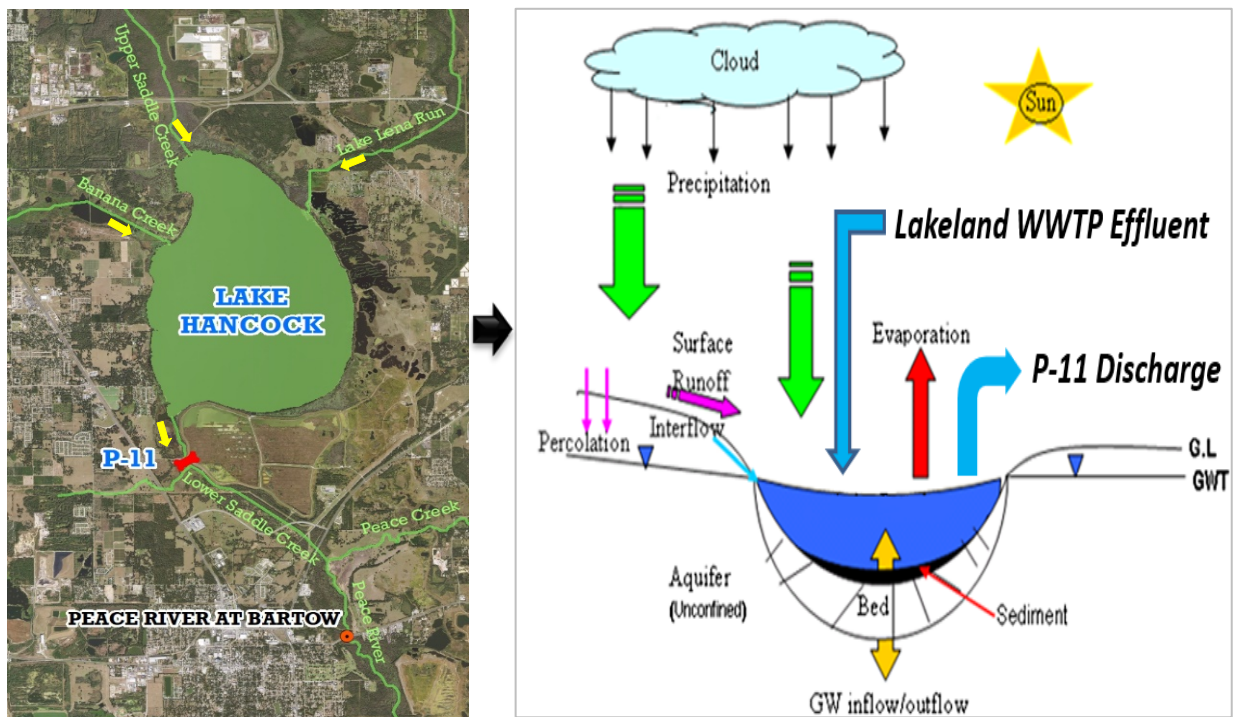 Upper Saddle Creek
Lake Lena Run
Banana Creek
LAKE
HANCOCK
P-11
Lower Saddle Creek
Peace Creek
PEACE RIVER AT BARTOW
Peace River
Cloud
Sun
Precipitation
Lakeland WWTP Effluent
Evaporation
Surface
Runoff
P-11 Discharge
Percolation
Interflow
G.L
GWT
Aquifer
(Unconfined)
Bed
Sediment
GW inflow/outflow